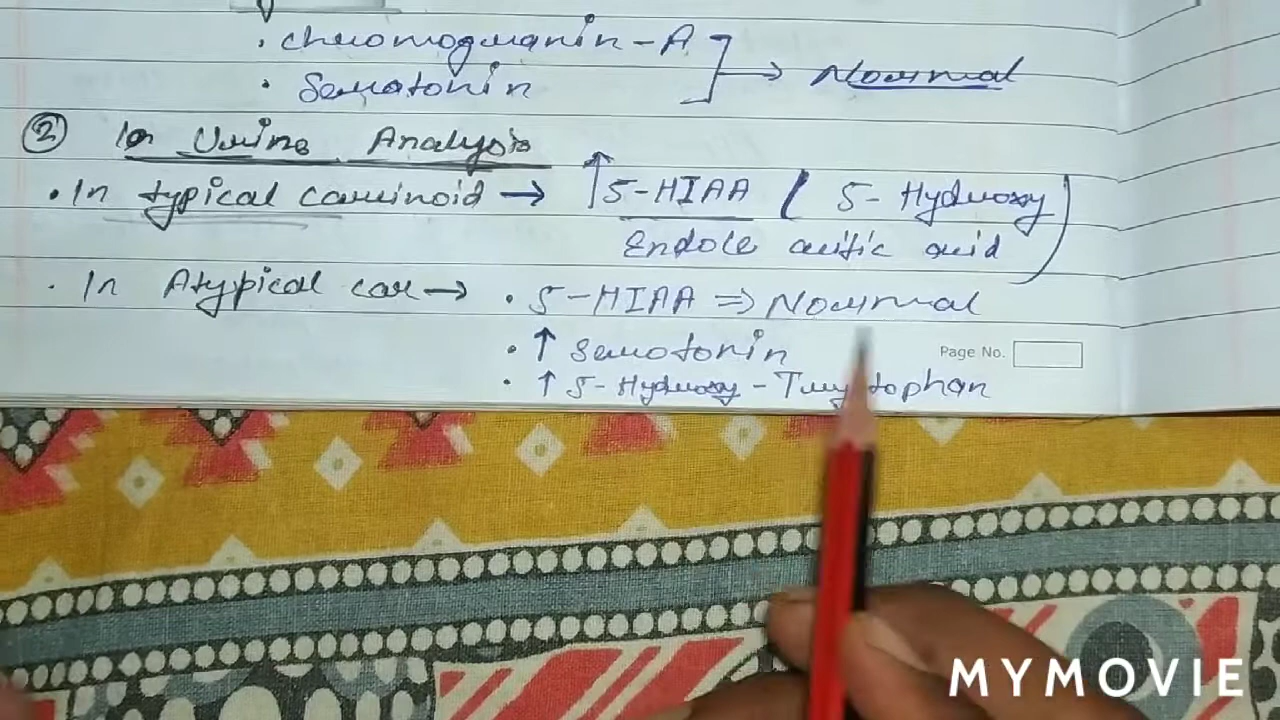 • Chromogranin-A
• Serotonin ] → Normal
② In Urine Analysis
• In typical carcinoid → ↑ 5-HIAA ( 5- Hydroxy
Endole acitic acid )
• In Atypical car → • 5-HIAA ⇒ Normal
• ↑ Serotonin
• ↑ 5-Hydroxy-Tryptophan
Page No.
MYMOVIE